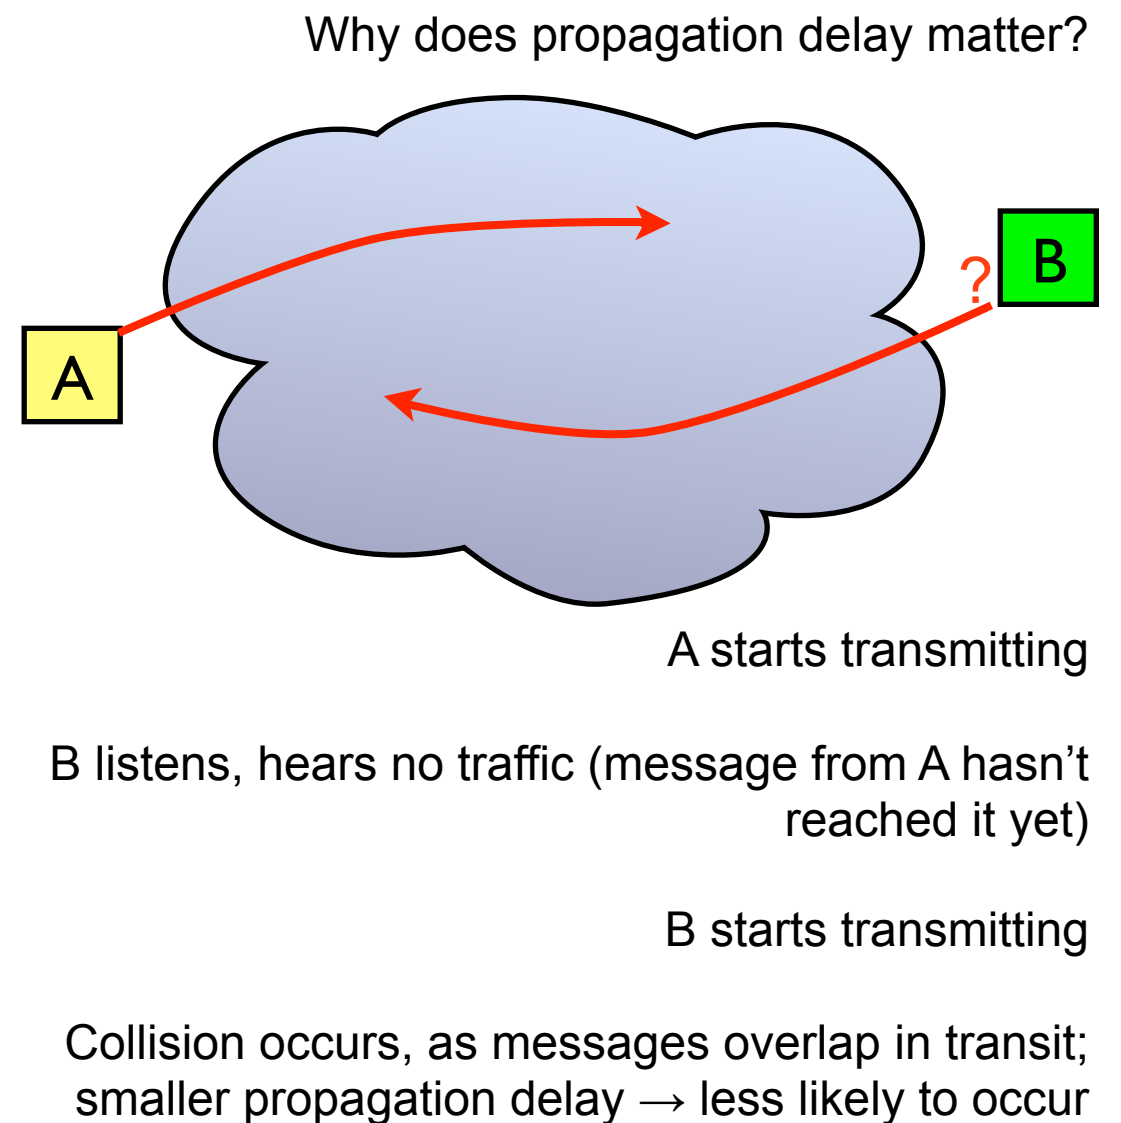 Why does propagation delay matter?
B
?
A
A starts transmitting
B listens, hears no traffic (message from A hasn’t
reached it yet)
B starts transmitting
Collision occurs, as messages overlap in transit;
smaller propagation delay → less likely to occur